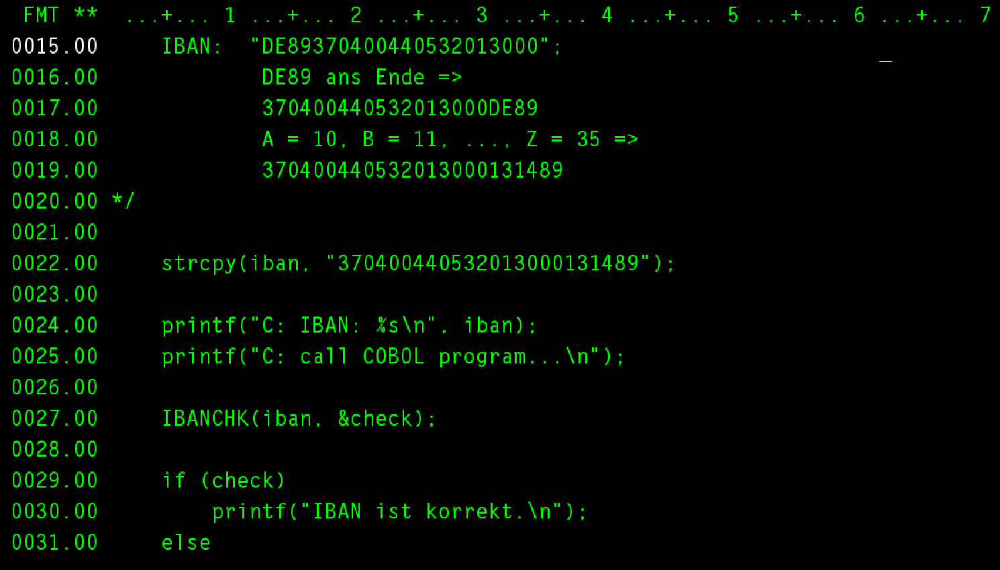 FMT **  ...+... 1 ...+... 2 ...+... 3 ...+... 4 ...+... 5 ...+... 6 ...+... 7
0015.00     IBAN:  "DE89370400440532013000";
0016.00             DE89 ans Ende =>
0017.00             370400440532013000DE89
0018.00             A = 10, B = 11, ..., Z = 35 =>
0019.00             370400440532013000131489
0020.00 */
0021.00
0022.00     strcpy(iban, "370400440532013000131489");
0023.00
0024.00     printf("C: IBAN: %s\n", iban);
0025.00     printf("C: call COBOL program...\n");
0026.00
0027.00     IBANCHK(iban, &check);
0028.00
0029.00     if (check)
0030.00         printf("IBAN ist korrekt.\n");
0031.00     else